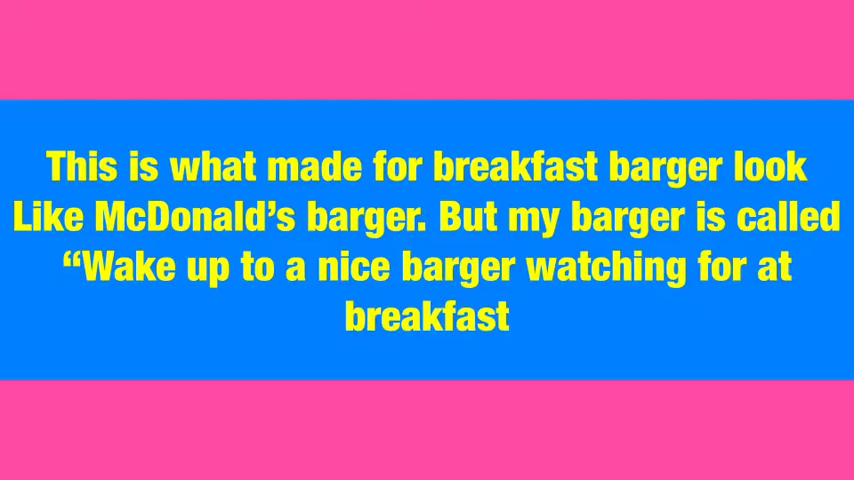 This is what made for breakfast barger look
Like McDonald’s barger. But my barger is called
“Wake up to a nice barger watching for at
breakfast